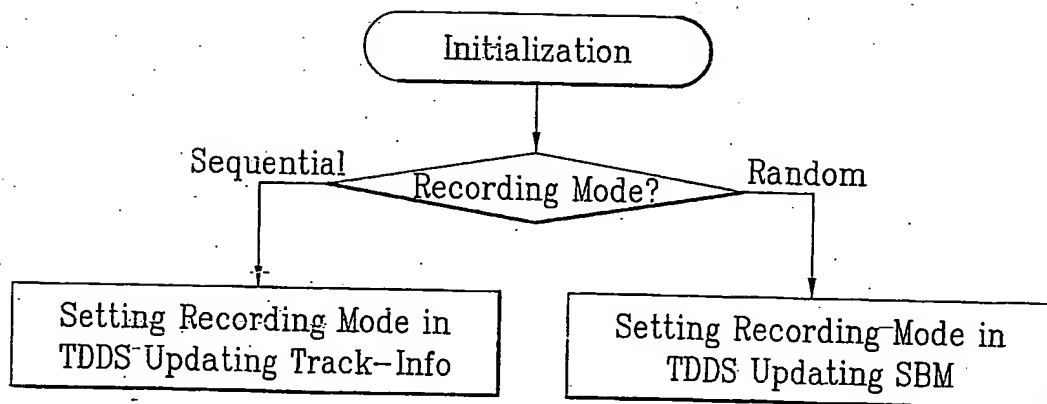 Initialization
Sequential
Recording Mode?
Random
Setting Recording Mode in
TDDS Updating Track-Info
Setting Recording Mode in
TDDS Updating SBM